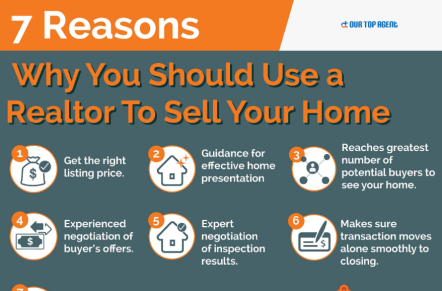 7 Reasons
OUR TOP AGENT
Why You Should Use a
Realtor To Sell Your Home
1
Get the right
listing price.
2
Guidance for
effective home
presentation
3
Reaches greatest
number of
potential buyers to
see your home.
4
Experienced
negotiation of
buyer's offers.
5
Expert
negotiation
of inspection
results.
6
Makes sure
transaction moves
alone smoothly to
closing.